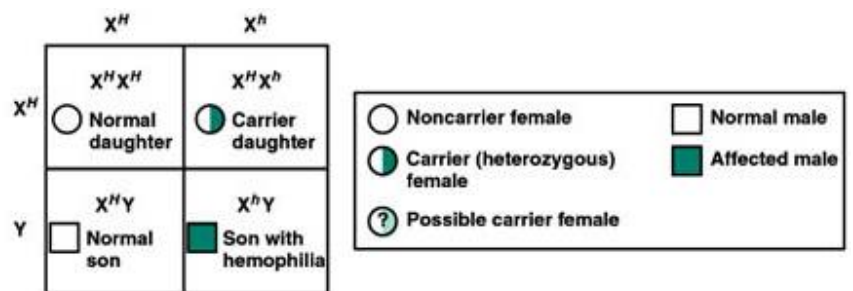 X^H X^h
X^H
X^HX^H X^HX^h
Normal daughter
Carrier daughter
Y
X^HY X^hY
Normal son
Son with hemophilia
Noncarrier female
Normal male
Carrier (heterozygous)
female
Affected male
? Possible carrier female